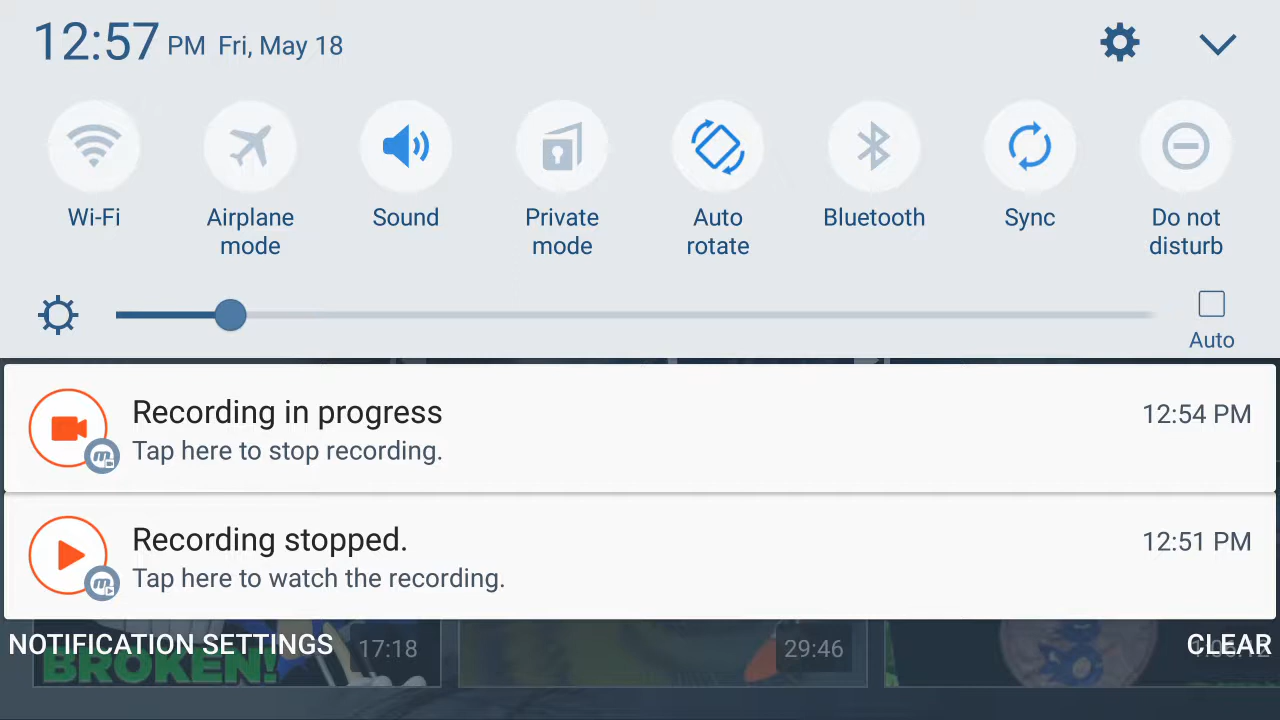 12:57 PM Fri, May 18
Wi-Fi
Airplane
mode
Sound
Private
mode
Auto
rotate
Bluetooth
Sync
Do not
disturb
Auto
Recording in progress
12:54 PM
Tap here to stop recording.
Recording stopped.
12:51 PM
Tap here to watch the recording.
NOTIFICATION SETTINGS
17:18
29:46
CLEAR
BROKEN!